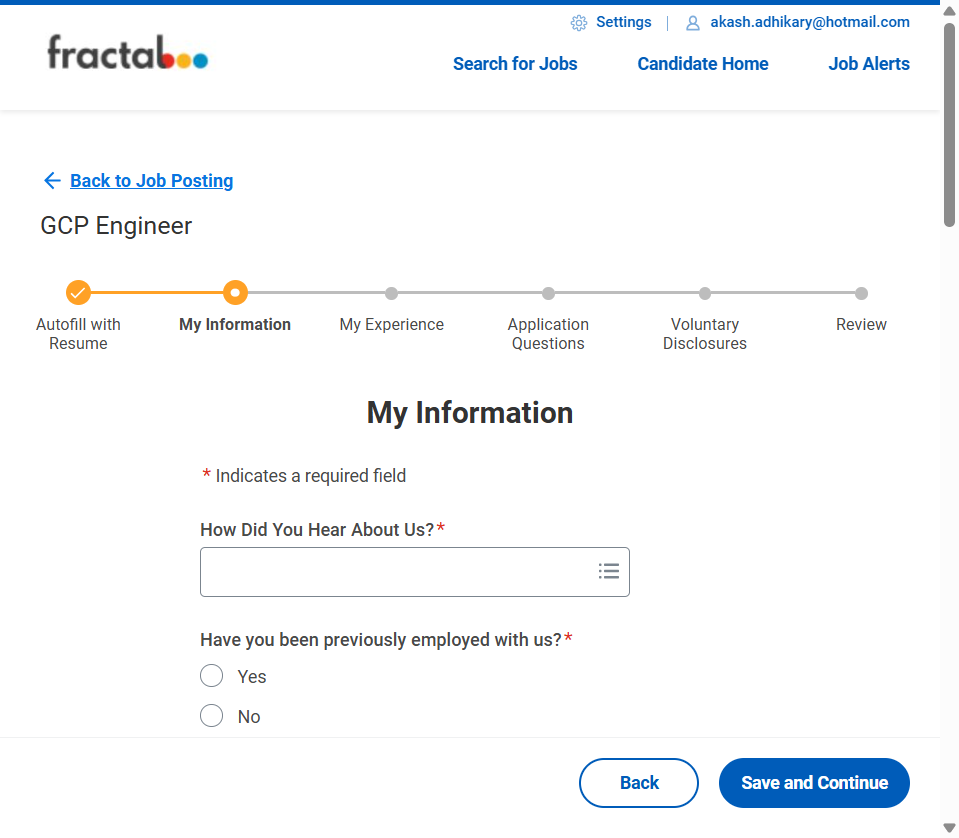 Settings | akash.adhikary@hotmail.com
fractal
Search for Jobs Candidate Home Job Alerts
Back to Job Posting
GCP Engineer
Autofill with Resume
My Information
My Experience
Application Questions
Voluntary Disclosures
Review
My Information
* Indicates a required field
How Did You Hear About Us?*
Have you been previously employed with us?*
Yes
No
Back Save and Continue